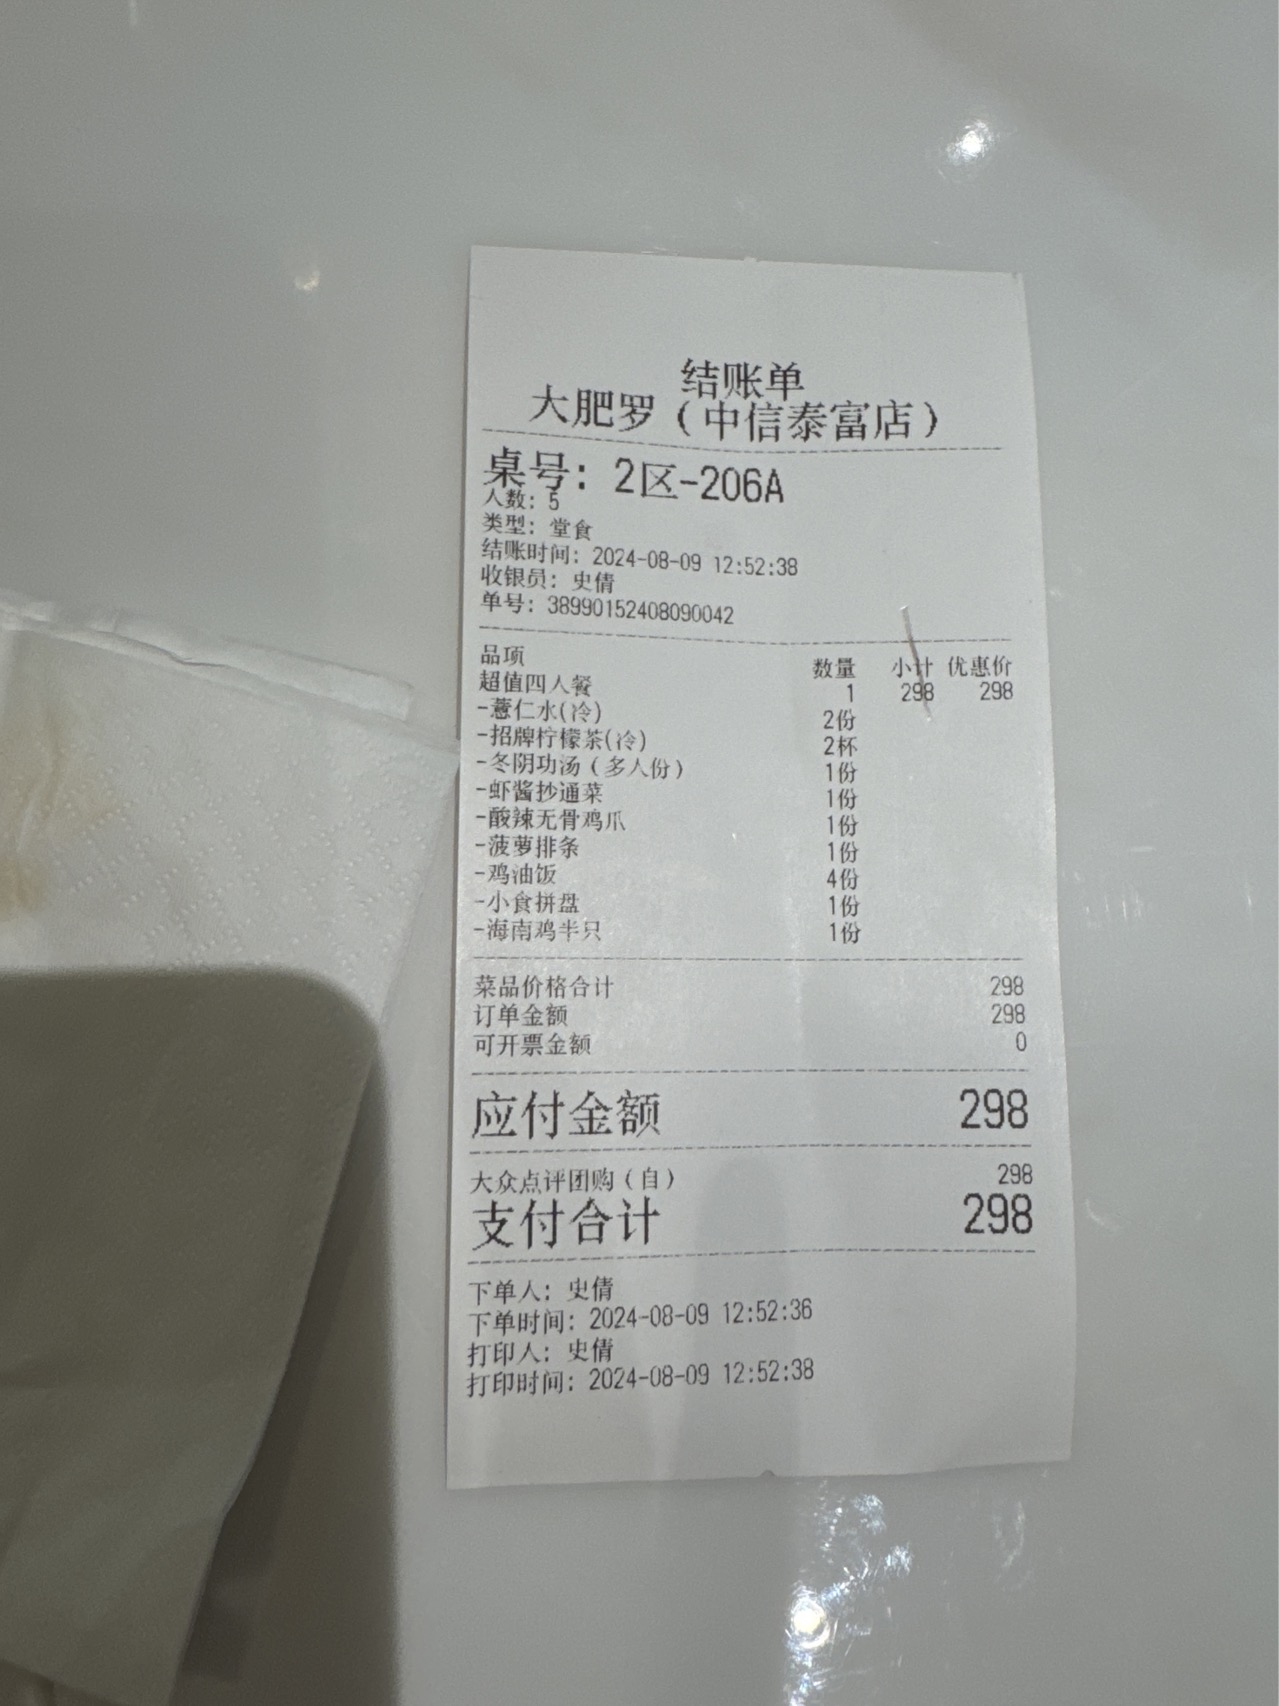 结账单
大肥罗（中信泰富店）
桌号：2区-206A
人数：5
类型：堂食
结账时间：2024-08-09 12:52:38
收银员：史倩
单号：38990152408090042
品项 数量 小计 优惠价
超值四人餐 1 298 298
-薏仁水(冷) 2份
-招牌柠檬茶(冷) 2杯
-冬阴功汤（多人份） 1份
-虾酱抄通菜 1份
-酸辣无骨鸡爪 1份
-菠萝排条 1份
-鸡油饭 4份
-小食拼盘 1份
-海南鸡半只 1份
菜品价格合计 298
订单金额 298
可开票金额 0
应付金额 298
大众点评团购（自） 298
支付合计 298
下单人：史倩
下单时间：2024-08-09 12:52:36
打印人：史倩
打印时间：2024-08-09 12:52:38